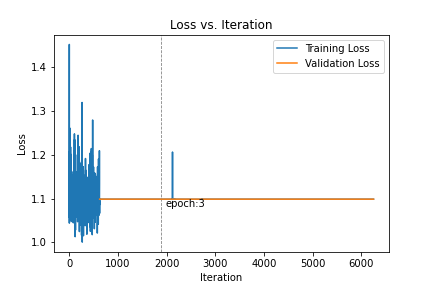 Loss vs. Iteration
Training Loss
Validation Loss
1.4
1.3
1.2
1.1
1.0
Loss
epoch:3
0
1000
2000
3000
4000
5000
6000
Iteration